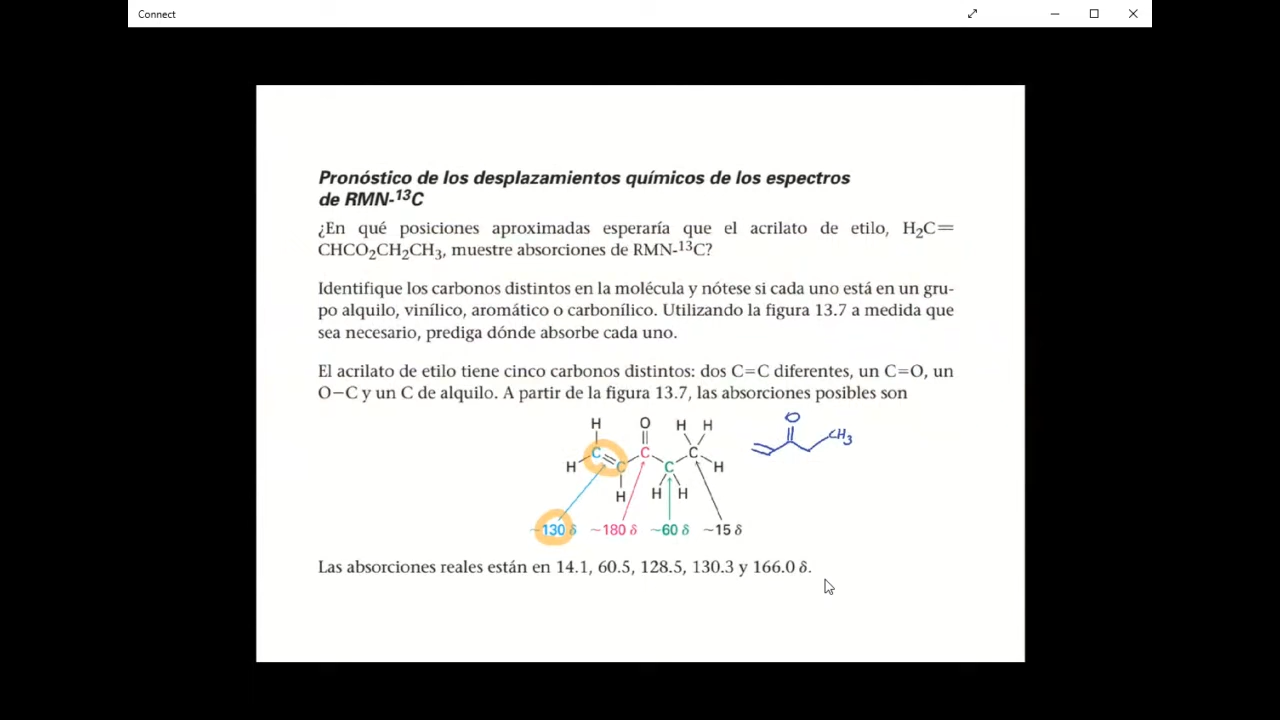 Connect
Pronóstico de los desplazamientos químicos de los espectros
de RMN-¹³C
¿En qué posiciones aproximadas esperaría que el acrilato de etilo, H₂C=
CHCO₂CH₂CH₃, muestre absorciones de RMN-¹³C?
Identifique los carbonos distintos en la molécula y nótese si cada uno está en un gru-
po alquilo, vinílico, aromático o carbonílico. Utilizando la figura 13.7 a medida que
sea necesario, prediga dónde absorbe cada uno.
El acrilato de etilo tiene cinco carbonos distintos: dos C=C diferentes, un C=O, un
O−C y un C de alquilo. A partir de la figura 13.7, las absorciones posibles son
H O H H O
C C C CH₃
H C C H
H H H
~130 δ ~180 δ ~60 δ ~15 δ
Las absorciones reales están en 14.1, 60.5, 128.5, 130.3 y 166.0 δ.